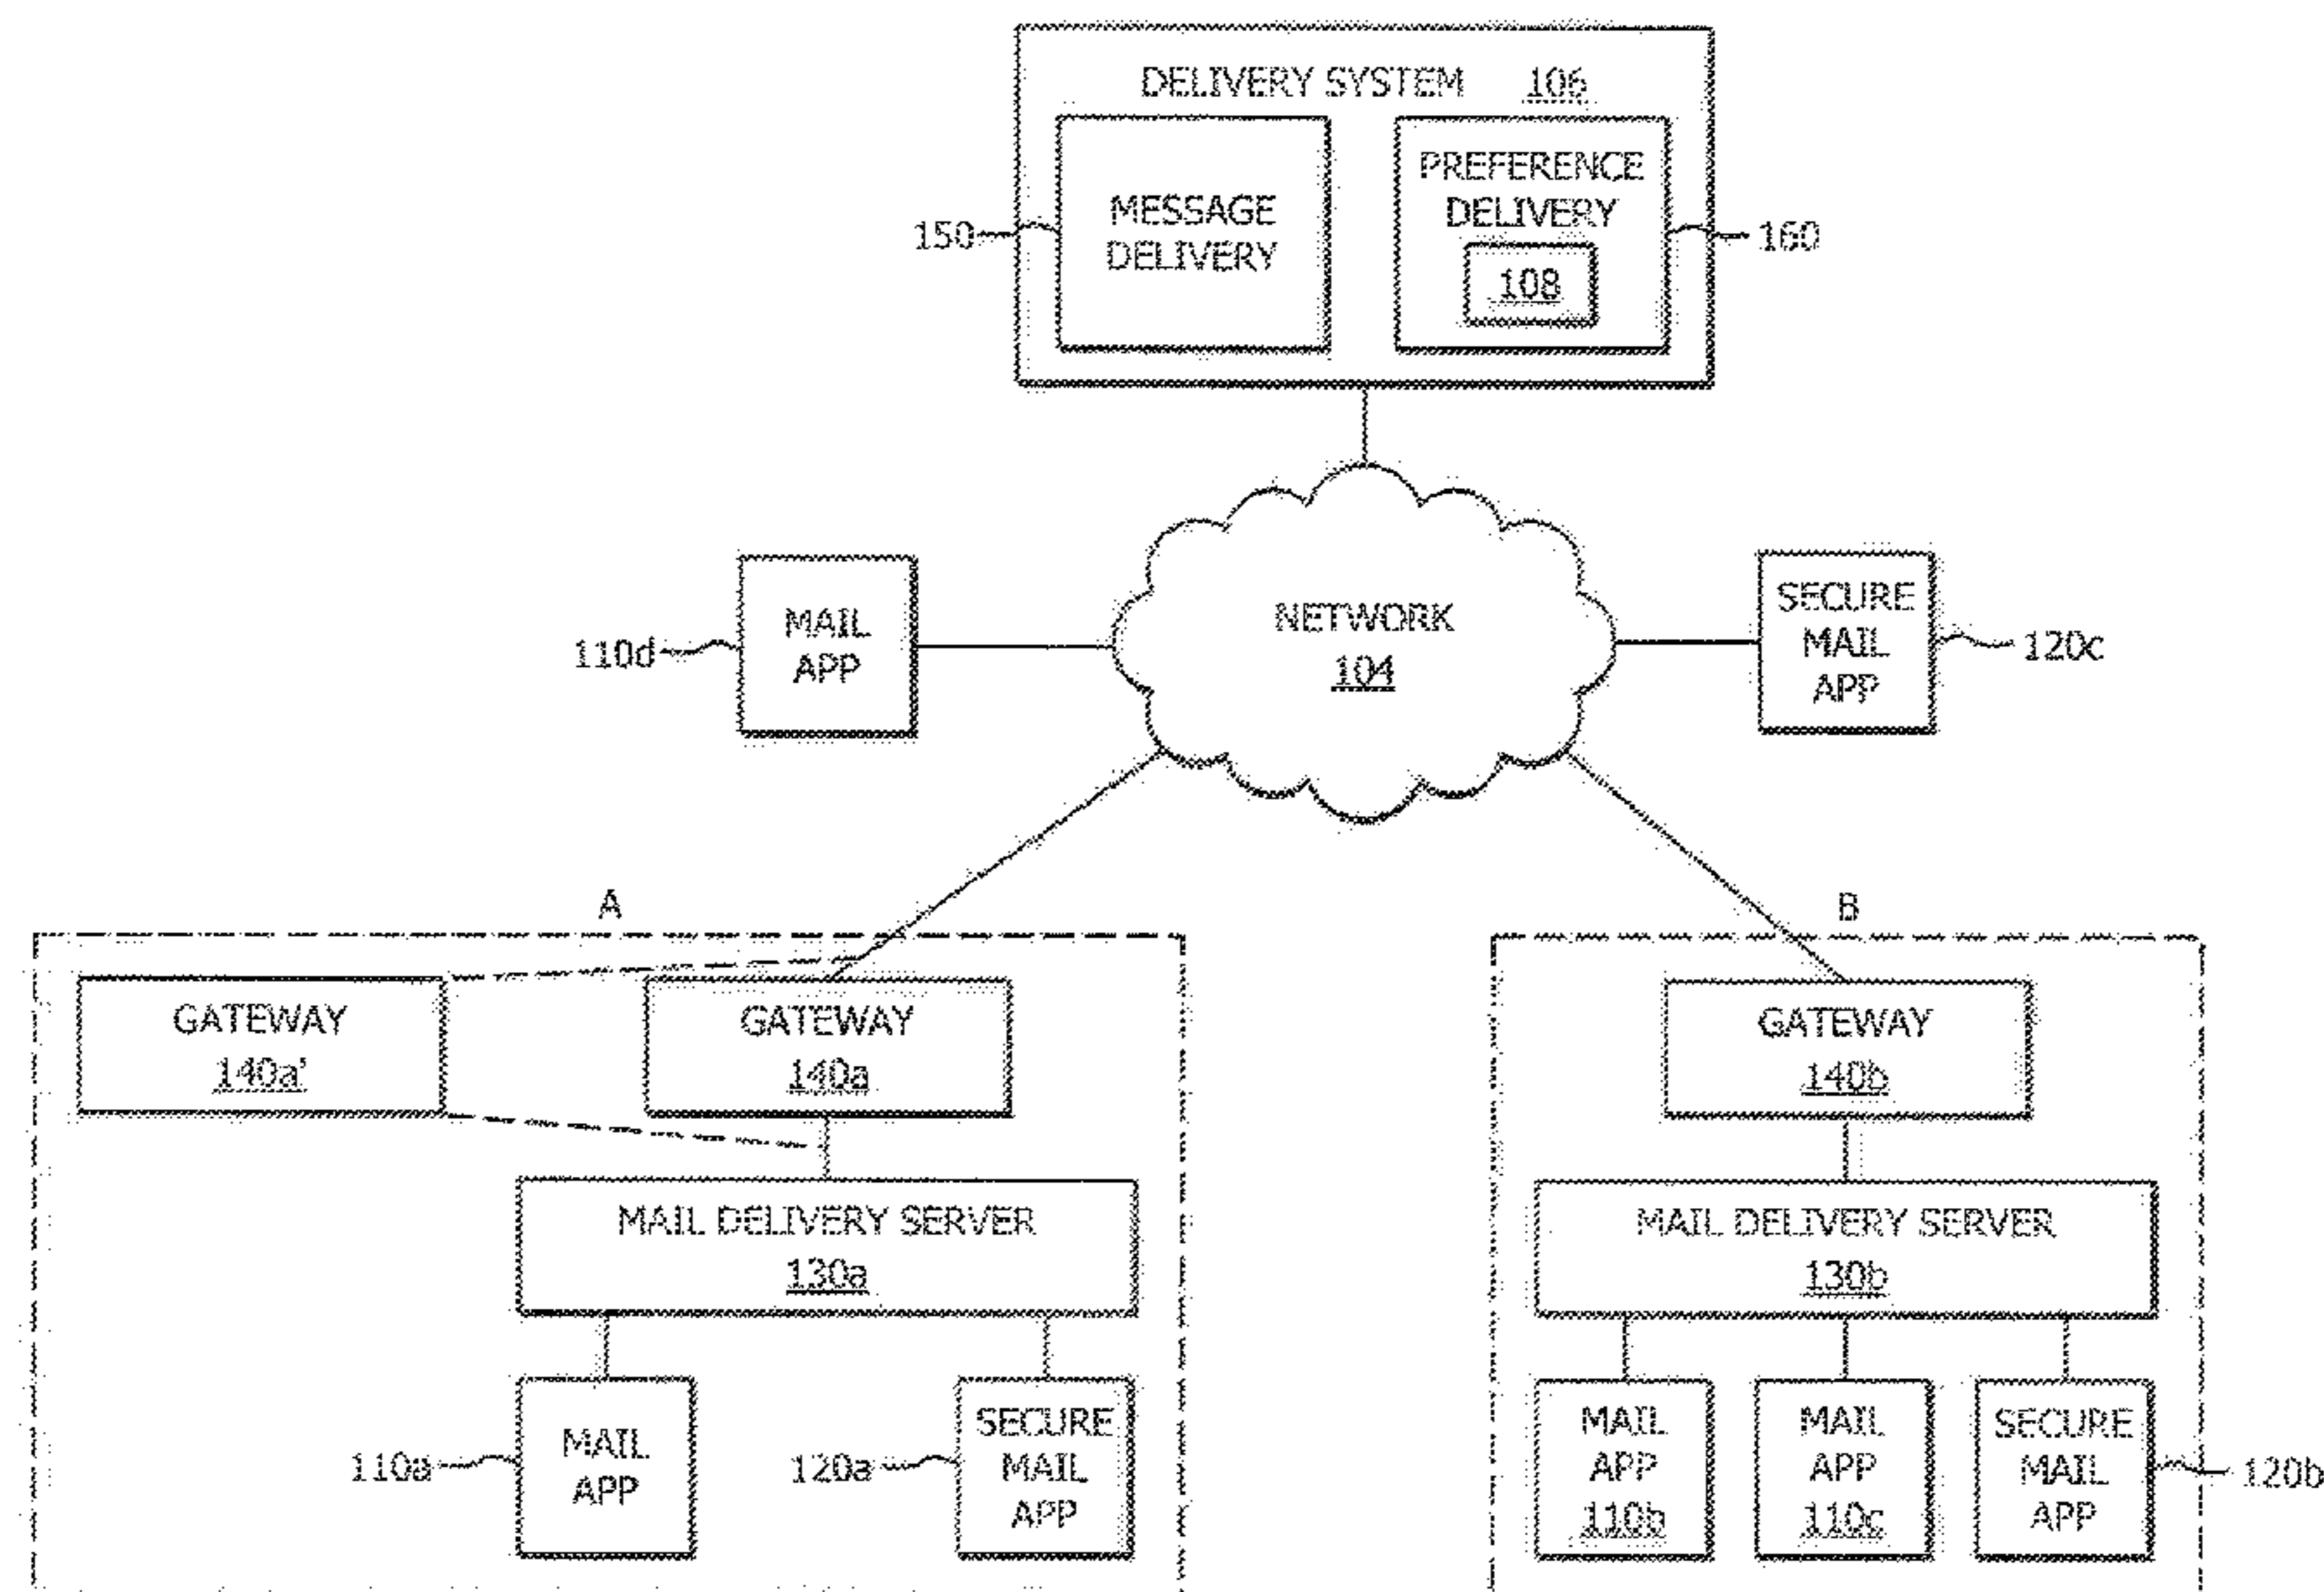 DELIVERY SYSTEM 106
MESSAGE
DELIVERY
150
PREFERENCE
DELIVERY
108
160
MAIL
APP
110d
NETWORK
104
SECURE
MAIL
APP
120c
A
GATEWAY
140a'
GATEWAY
140a
MAIL DELIVERY SERVER
130a
MAIL
APP
110a
SECURE
MAIL
APP
120a
B
GATEWAY
140b
MAIL DELIVERY SERVER
130b
MAIL
APP
110b
MAIL
APP
110c
SECURE
MAIL
APP
120b